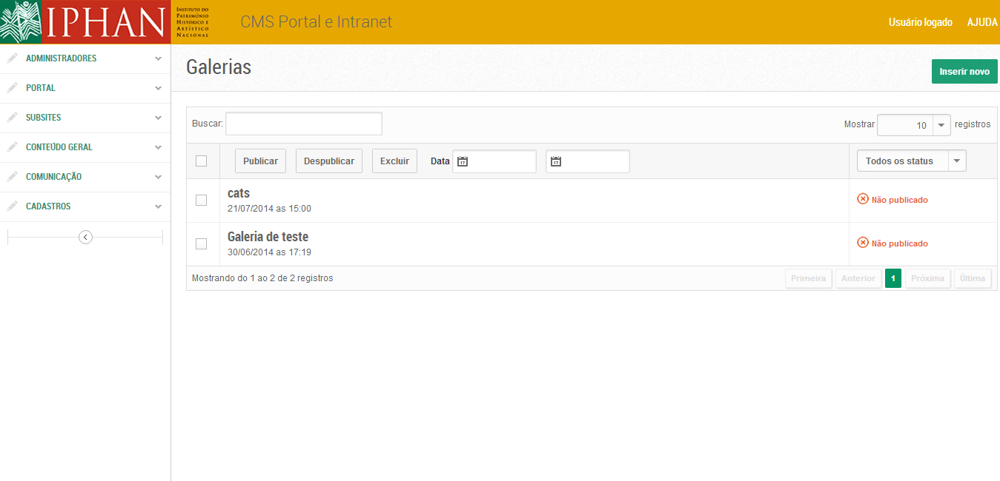 IPHAN
INSTITUTO DO
PATRIMÔNIO
HISTÓRICO E
ARTÍSTICO
NACIONAL
CMS Portal e Intranet
Usuário logado AJUDA
ADMINISTRADORES
PORTAL
SUBSITES
CONTEÚDO GERAL
COMUNICAÇÃO
CADASTROS
Galerias
Inserir novo
Buscar:
Mostrar 10 registros
Publicar Despublicar Excluir Data 17 17 Todos os status
cats
21/07/2014 as 15:00
Não publicado
Galeria de teste
30/06/2014 as 17:19
Não publicado
Mostrando do 1 ao 2 de 2 registros
Primeira Anterior 1 Próxima Última